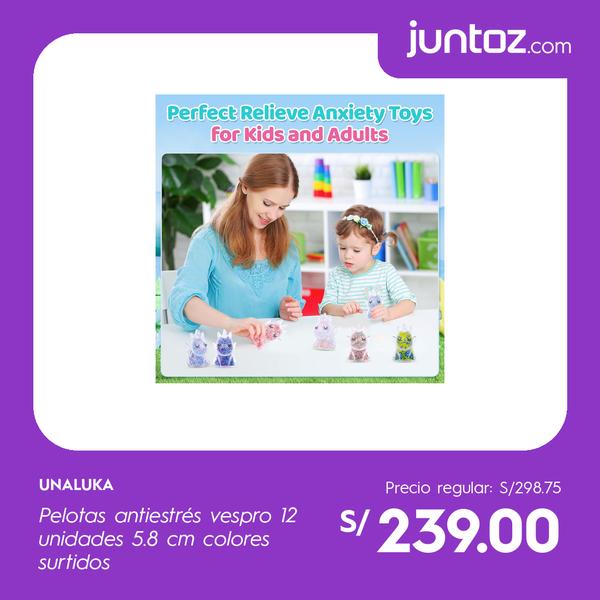 juntoz.com
Perfect Relieve Anxiety Toys
for Kids and Adults
UNALUKA
Pelotas antiestrés vespro 12
unidades 5.8 cm colores
surtidos
Precio regular: S/298.75
S/ 239.00